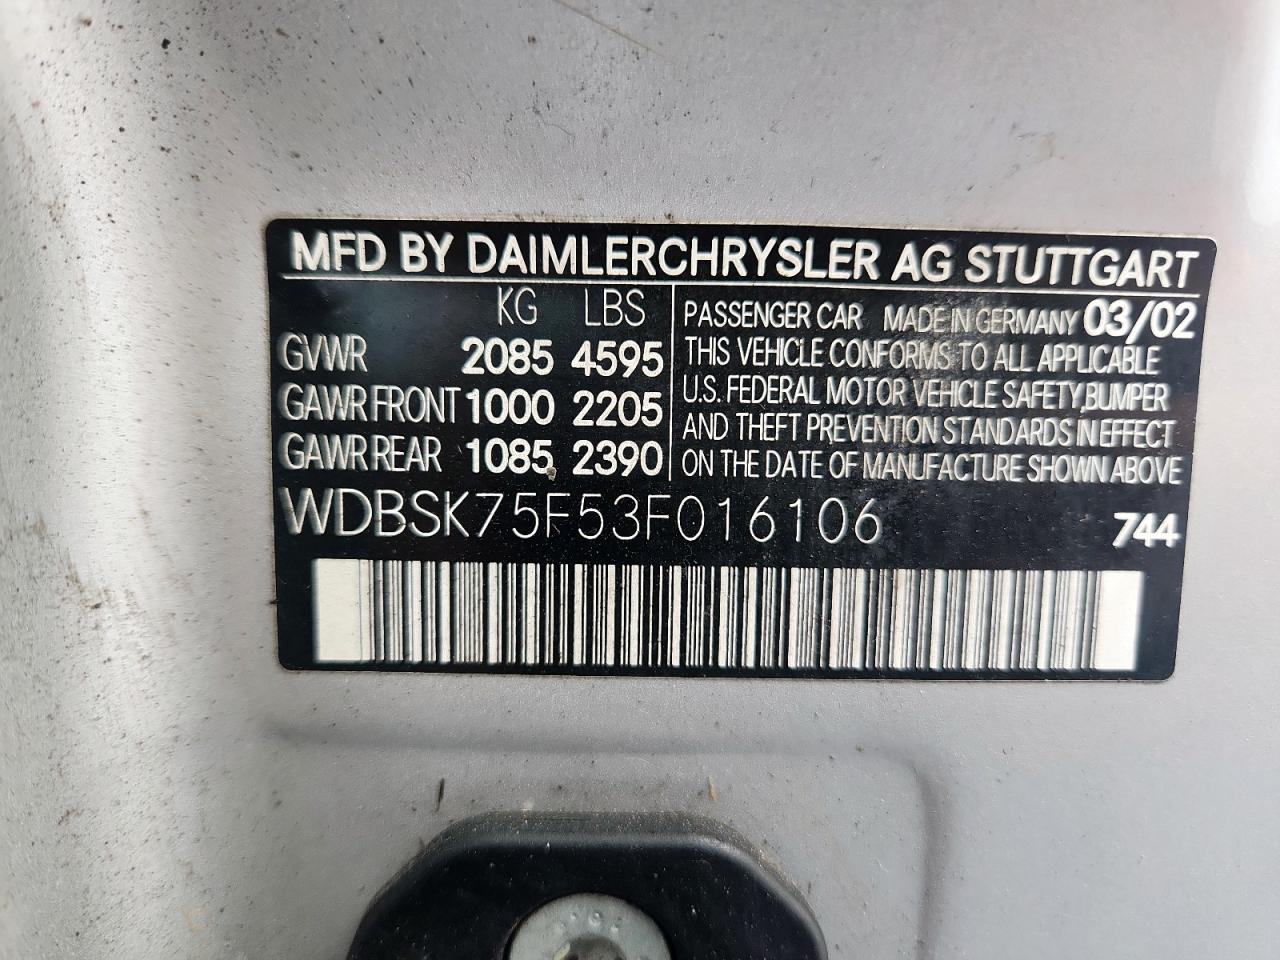 MFD BY DAIMLERCHRYSLER AG STUTTGART
KG LBS
GVWR 2085 4595
GAWR FRONT 1000 2205
GAWR REAR 1085 2390
PASSENGER CAR MADE IN GERMANY 03/02
THIS VEHICLE CONFORMS TO ALL APPLICABLE
U.S. FEDERAL MOTOR VEHICLE SAFETY, BUMPER
AND THEFT PREVENTION STANDARDS IN EFFECT
ON THE DATE OF MANUFACTURE SHOWN ABOVE
WDBSK75F53F016106 744